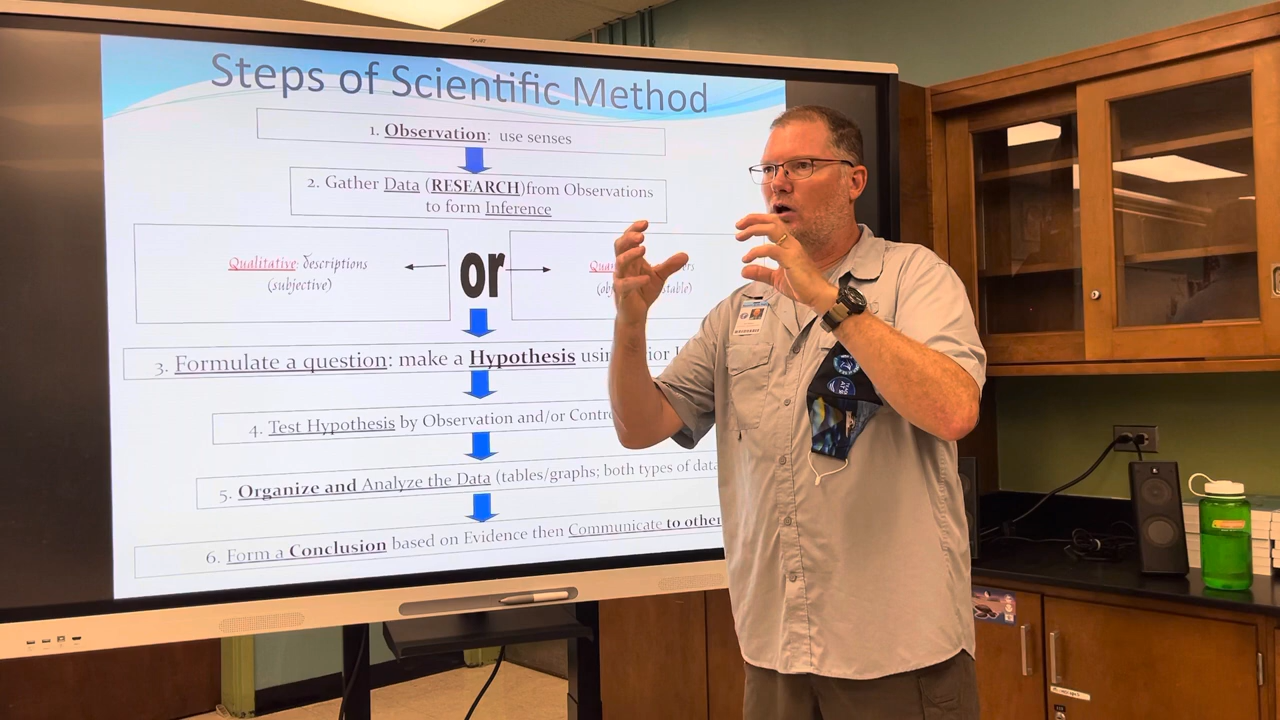 SMART
Steps of Scientific Method
1. Observation: use senses
2. Gather Data (RESEARCH)from Observations
to form Inference
Qualitative: descriptions
(subjective)
or
3. Formulate a question: make a Hypothesis
4. Test Hypothesis by Observation and/or
5. Organize and Analyze the Data (tables/graphs; both types of data
6. Form a Conclusion based on Evidence then Communicate to other